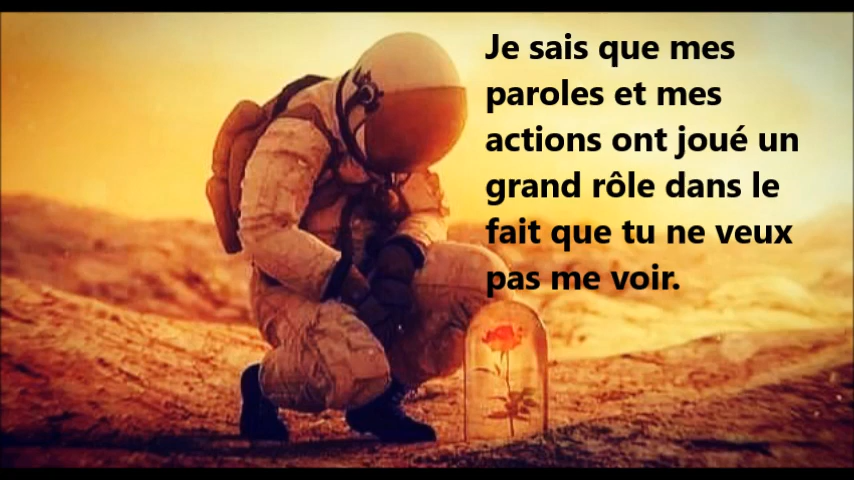 Je sais que mes
paroles et mes
actions ont joué un
grand rôle dans le
fait que tu ne veux
pas me voir.